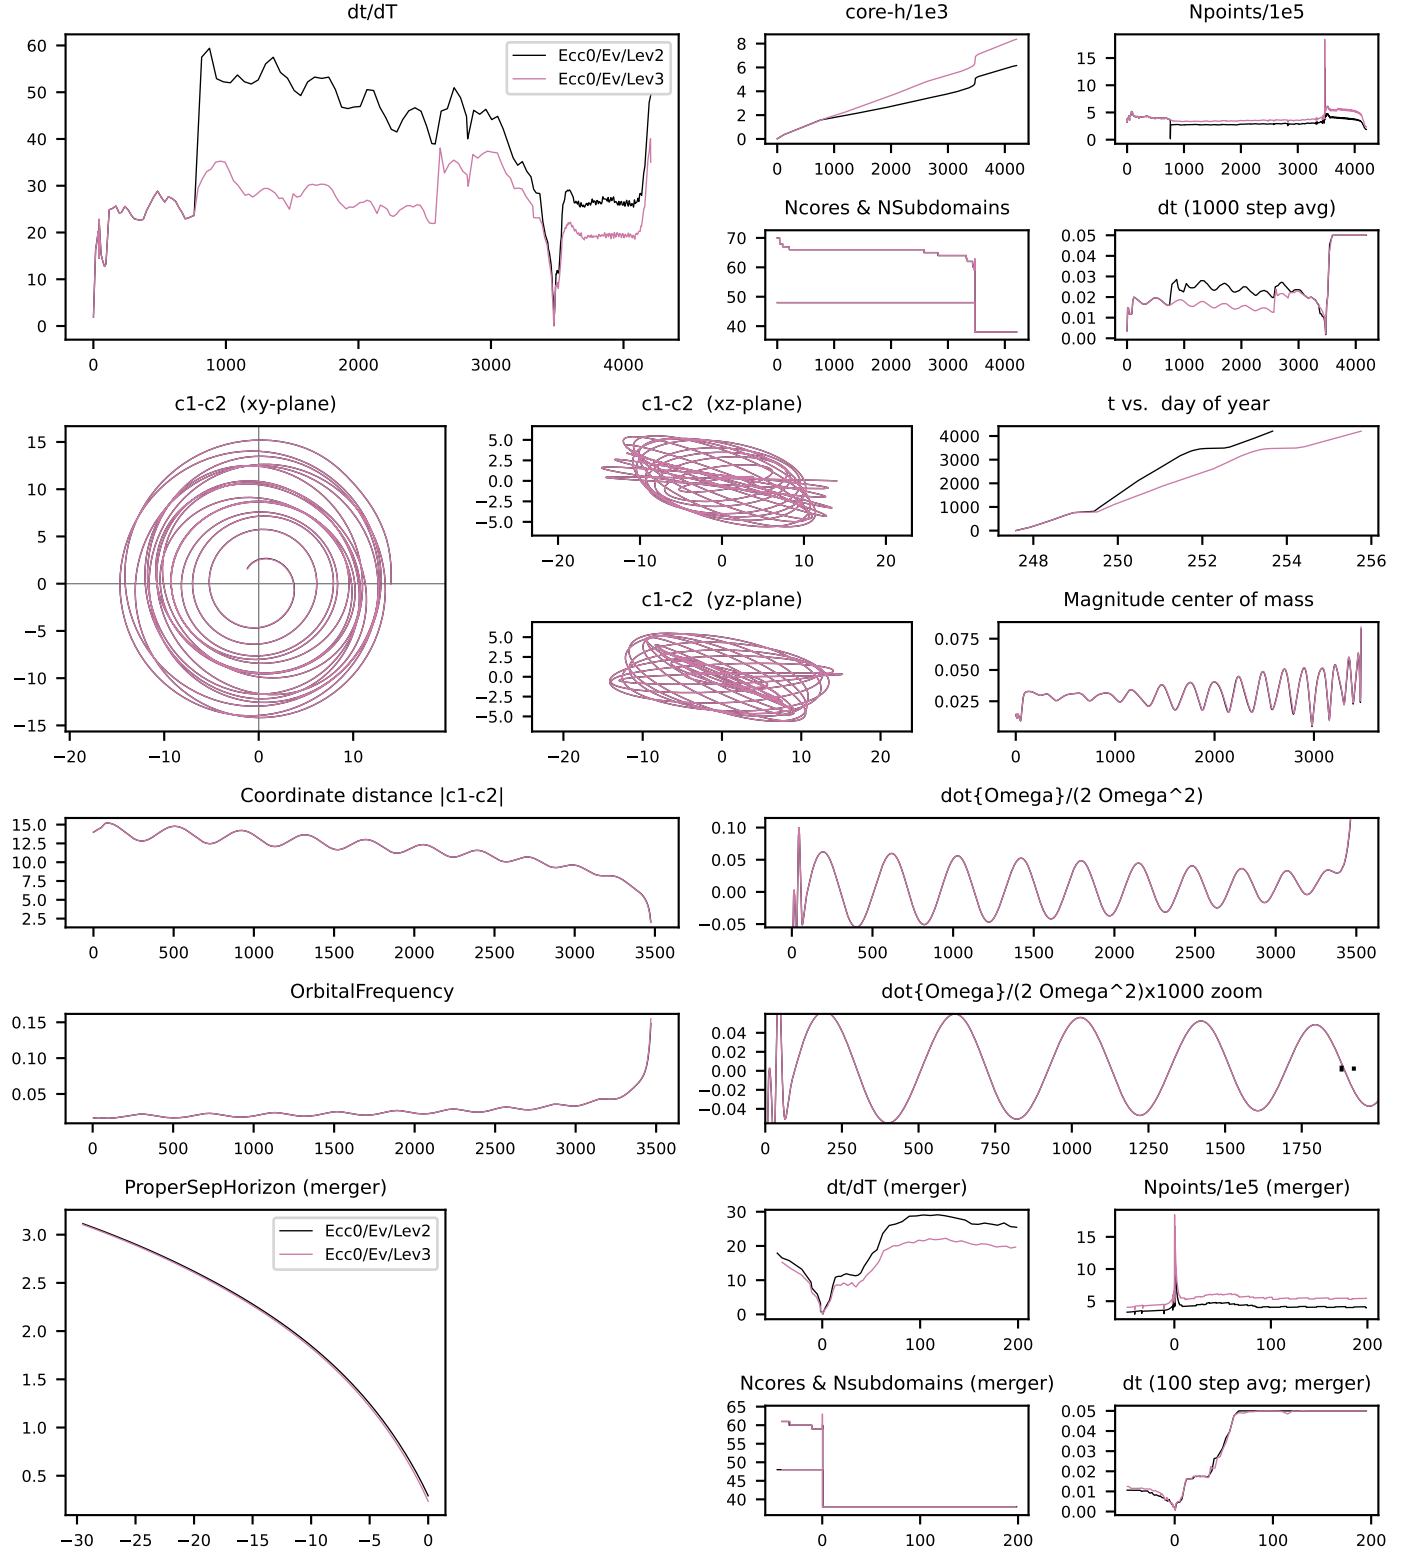 dt/dT
60
50
40
30
20
10
0
Ecc0/Ev/Lev2
Ecc0/Ev/Lev3
0 1000 2000 3000 4000
core-h/1e3
8
6
4
2
0
0 1000 2000 3000 4000
Npoints/1e5
15
10
5
0
0 1000 2000 3000 4000
Ncores & NSubdomains
70
60
50
40
0 1000 2000 3000 4000
dt (1000 step avg)
0.05
0.04
0.03
0.02
0.01
0.00
0 1000 2000 3000 4000
c1-c2 (xy-plane)
15
10
5
0
−5
−10
−15
−20 −10 0 10
c1-c2 (xz-plane)
5.0
2.5
0.0
−2.5
−5.0
−20 −10 0 10 20
t vs. day of year
4000
3000
2000
1000
0
248 250 252 254 256
c1-c2 (yz-plane)
5.0
2.5
0.0
−2.5
−5.0
−20 −10 0 10 20
Magnitude center of mass
0.075
0.050
0.025
0 1000 2000 3000
Coordinate distance |c1-c2|
15.0
12.5
10.0
7.5
5.0
2.5
0 500 1000 1500 2000 2500 3000 3500
dot{Omega}/(2 Omega^2)
0.10
0.05
0.00
−0.05
0 500 1000 1500 2000 2500 3000 3500
OrbitalFrequency
0.15
0.10
0.05
0 500 1000 1500 2000 2500 3000 3500
dot{Omega}/(2 Omega^2)x1000 zoom
0.04
0.02
0.00
−0.02
−0.04
0 250 500 750 1000 1250 1500 1750
ProperSepHorizon (merger)
3.0
2.5
2.0
1.5
1.0
0.5
Ecc0/Ev/Lev2
Ecc0/Ev/Lev3
−30 −25 −20 −15 −10 −5 0
dt/dT (merger)
30
20
10
0
0 100 200
Npoints/1e5 (merger)
15
10
5
0 100 200
Ncores & Nsubdomains (merger)
65
60
55
50
45
40
0 100 200
dt (100 step avg; merger)
0.05
0.04
0.03
0.02
0.01
0.00
0 100 200